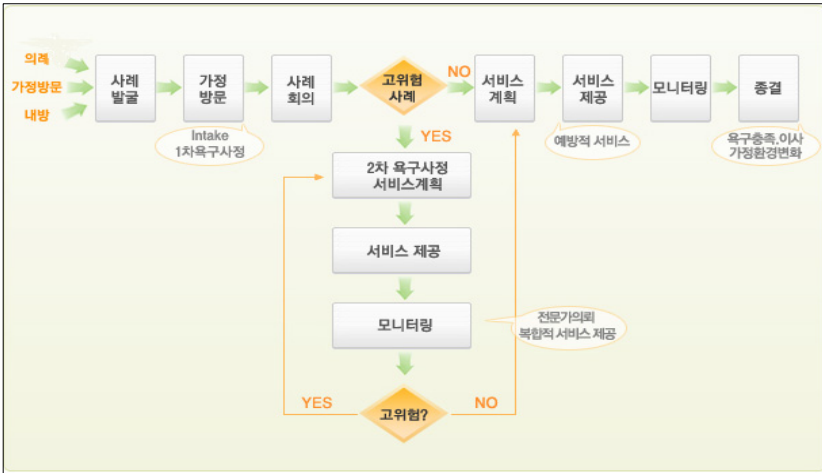 의뢰
가정방문
내방
사례
발굴
가정
방문
Intake
1차욕구사정
사례
회의
고위험
사례
NO
YES
서비스
계획
서비스
제공
예방적 서비스
모니터링
종결
욕구충족,이사
가정환경변화
2차 욕구사정
서비스계획
서비스 제공
모니터링
전문가의뢰
복합적 서비스 제공
고위험?
YES
NO